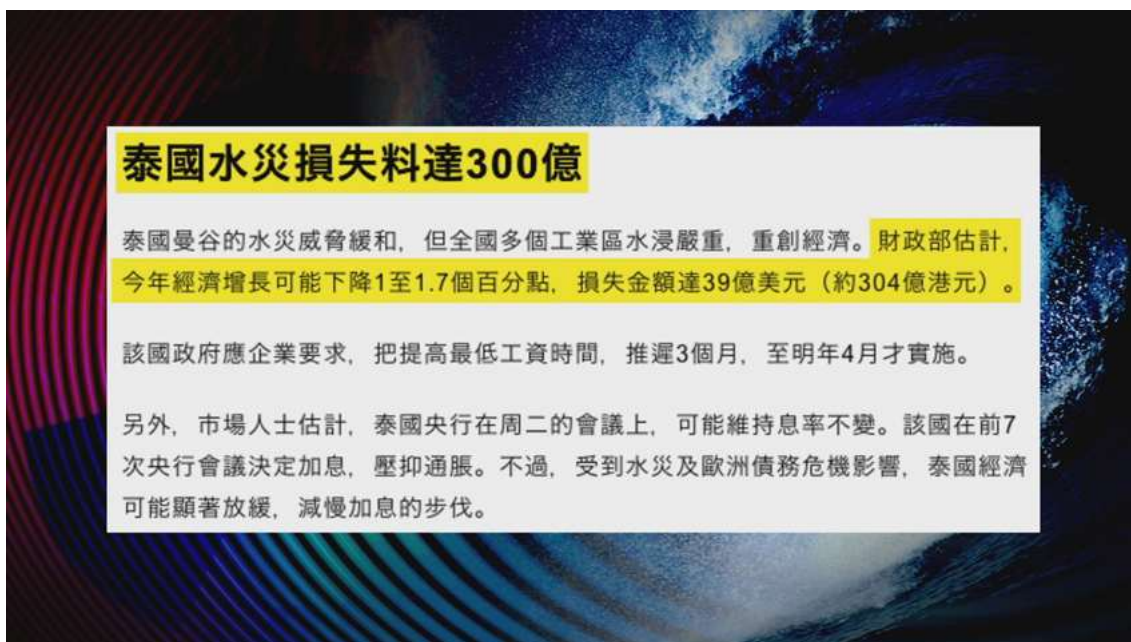 泰國水災損失料達300億
泰國曼谷的水災威脅緩和，但全國多個工業區水浸嚴重，重創經濟。財政部估計，
今年經濟增長可能下降1至1.7個百分點，損失金額達39億美元（約304億港元）。
該國政府應企業要求，把提高最低工資時間，推遲3個月，至明年4月才實施。
另外，市場人士估計，泰國央行在周二的會議上，可能維持息率不變。該國在前7
次央行會議決定加息，壓抑通脹。不過，受到水災及歐洲債務危機影響，泰國經濟
可能顯著放緩，減慢加息的步伐。